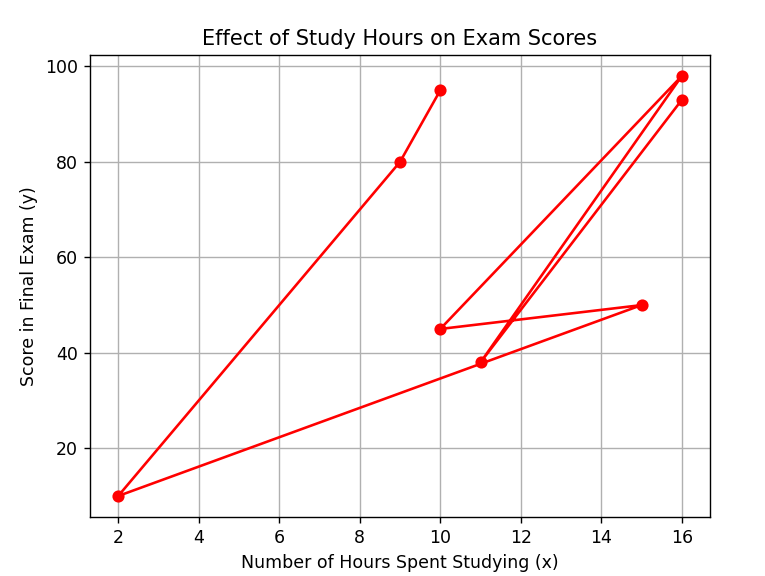 Effect of Study Hours on Exam Scores
100
80
60
40
20
Score in Final Exam (y)
2 4 6 8 10 12 14 16
Number of Hours Spent Studying (x)